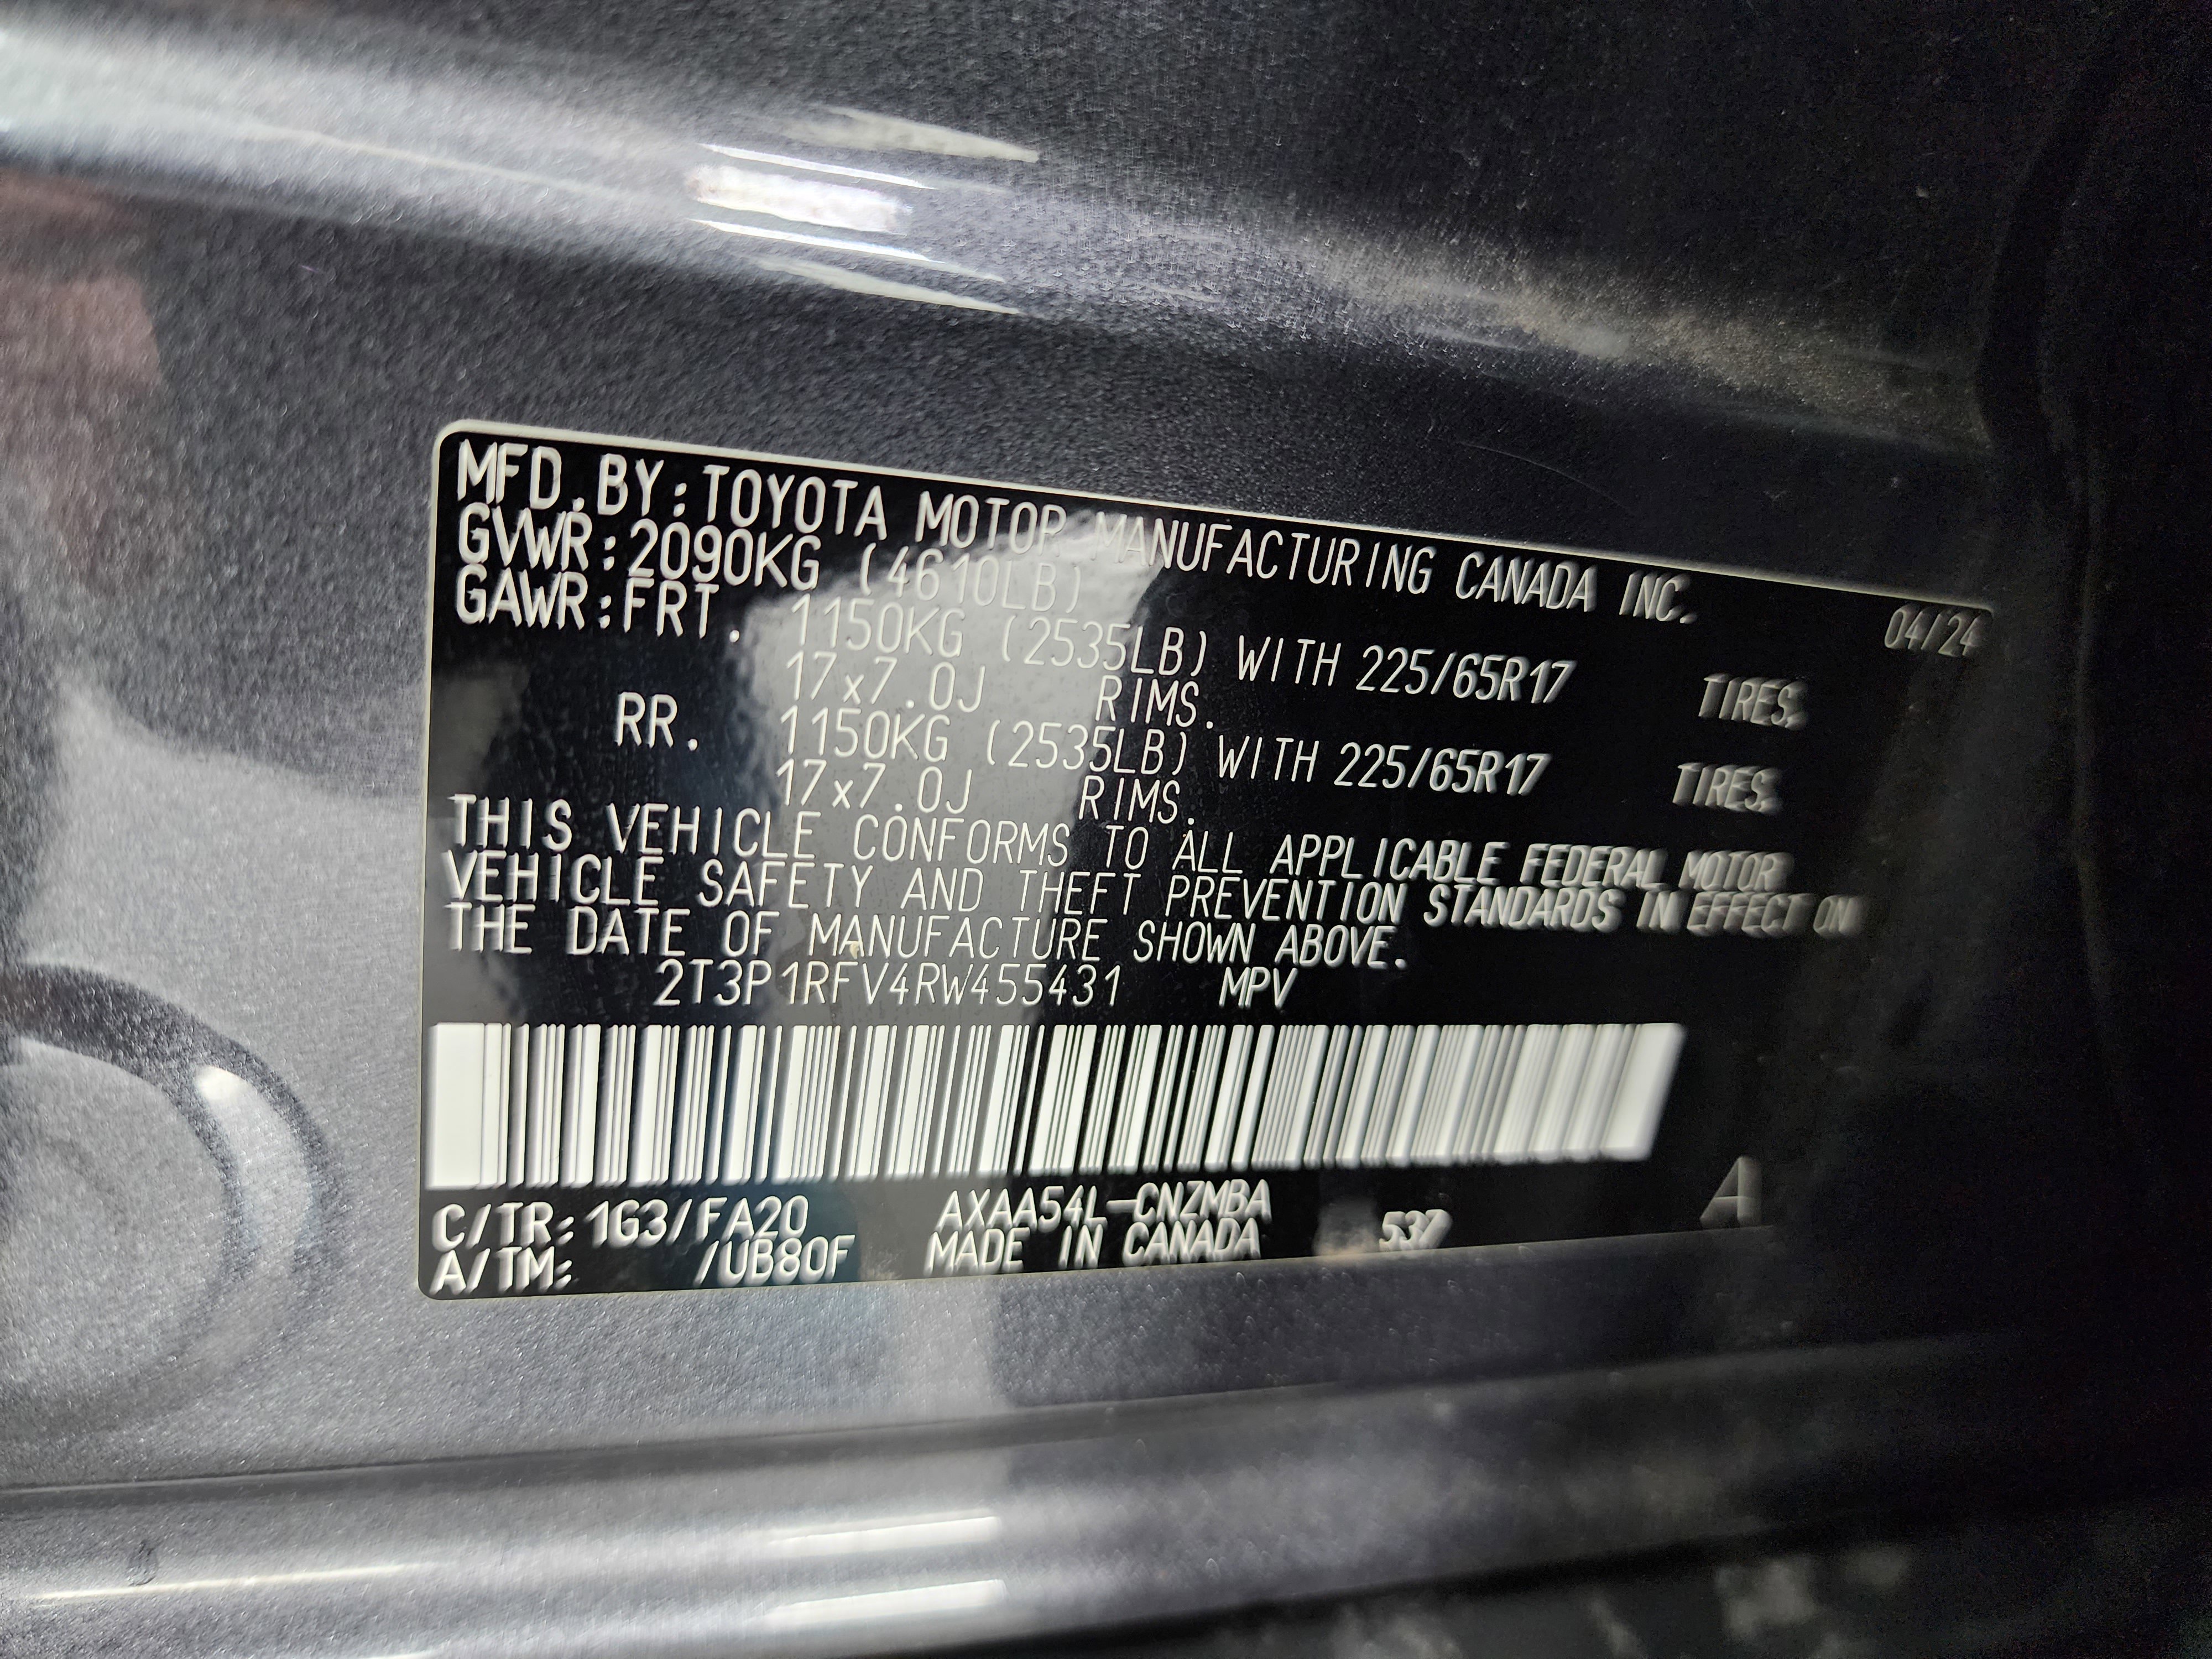 MFD.BY:TOYOTA MOTOR MANUFACTURING CANADA INC. 04/24
GVWR:2090KG (4610LB)
GAWR:FRT. 1150KG (2535LB) WITH 225/65R17 TIRES.
17x7.0J RIMS.
RR. 1150KG (2535LB) WITH 225/65R17 TIRES.
17x7.0J RIMS.
THIS VEHICLE CONFORMS TO ALL APPLICABLE FEDERAL MOTOR
VEHICLE SAFETY AND THEFT PREVENTION STANDARDS IN EFFECT ON
THE DATE OF MANUFACTURE SHOWN ABOVE.
2T3P1RFV4RW455431 MPV
A
C/TR:1G3/FA20 AXAA54L-CNZMBA 537
A/TM: /UB80F MADE IN CANADA